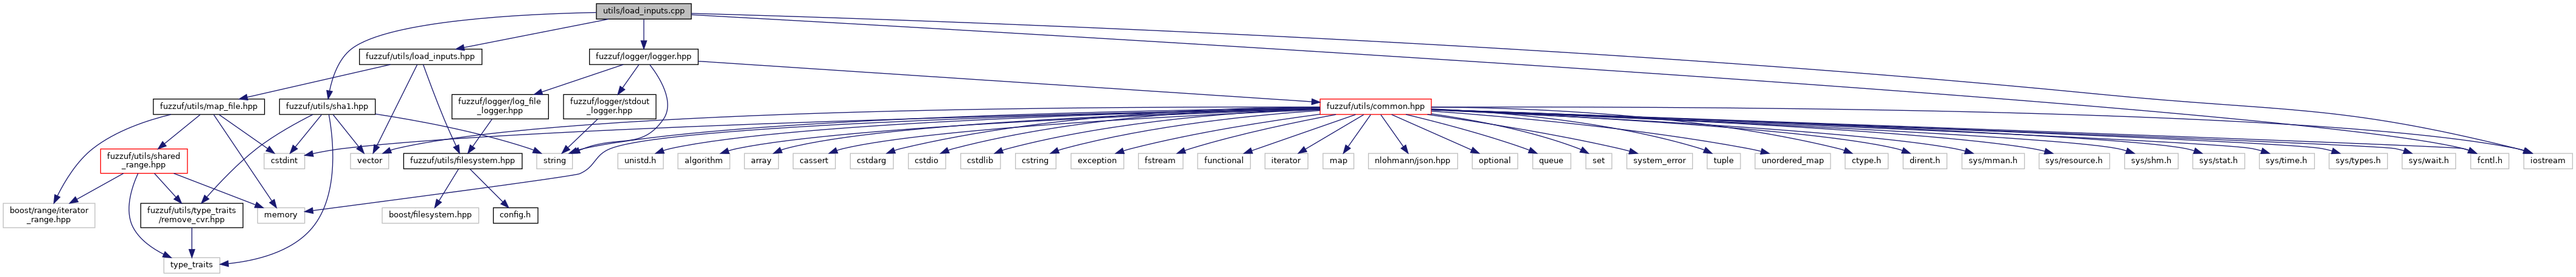 utils/load_inputs.cpp
fuzzuf/utils/load_inputs.hpp
fuzzuf/logger/logger.hpp
fuzzuf/utils/map_file.hpp
fuzzuf/utils/sha1.hpp
fuzzuf/logger/log_file
_logger.hpp
fuzzuf/logger/stdout
_logger.hpp
fuzzuf/utils/common.hpp
fuzzuf/utils/shared
_range.hpp
cstdint
vector
fuzzuf/utils/filesystem.hpp
string
unistd.h
algorithm
array
cassert
cstdarg
cstdio
cstdlib
cstring
exception
fstream
functional
iterator
map
nlohmann/json.hpp
optional
queue
set
system_error
tuple
unordered_map
ctype.h
dirent.h
sys/mman.h
sys/resource.h
sys/shm.h
sys/stat.h
sys/time.h
sys/types.h
sys/wait.h
fcntl.h
iostream
boost/range/iterator
_range.hpp
fuzzuf/utils/type_traits
/remove_cvr.hpp
memory
boost/filesystem.hpp
config.h
type_traits